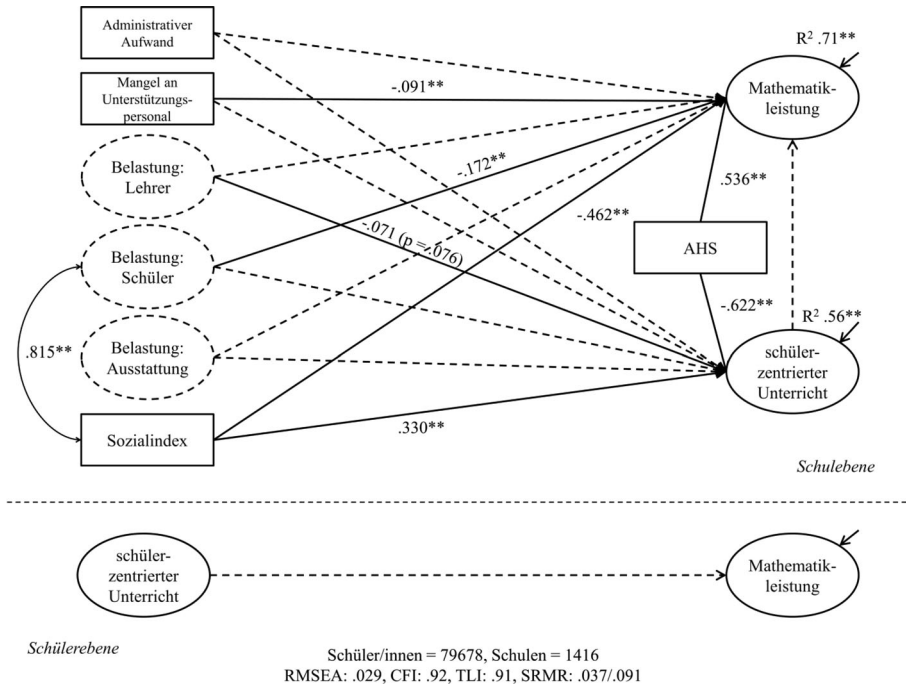 Administrativer
Aufwand
R² .71**
Mangel an
Unterstützungs-
personal
-.091**
Mathematik-
leistung
Belastung:
Lehrer
-.172**
.536**
-.462**
-.071 (p =.076)
AHS
Belastung:
Schüler
-.622**
R² .56**
.815**
Belastung:
Ausstattung
schüler-
zentrierter
Unterricht
Sozialindex
.330**
Schulebene
schüler-
zentrierter
Unterricht
Mathematik-
leistung
Schülerebene
Schüler/innen = 79678, Schulen = 1416
RMSEA: .029, CFI: .92, TLI: .91, SRMR: .037/.091